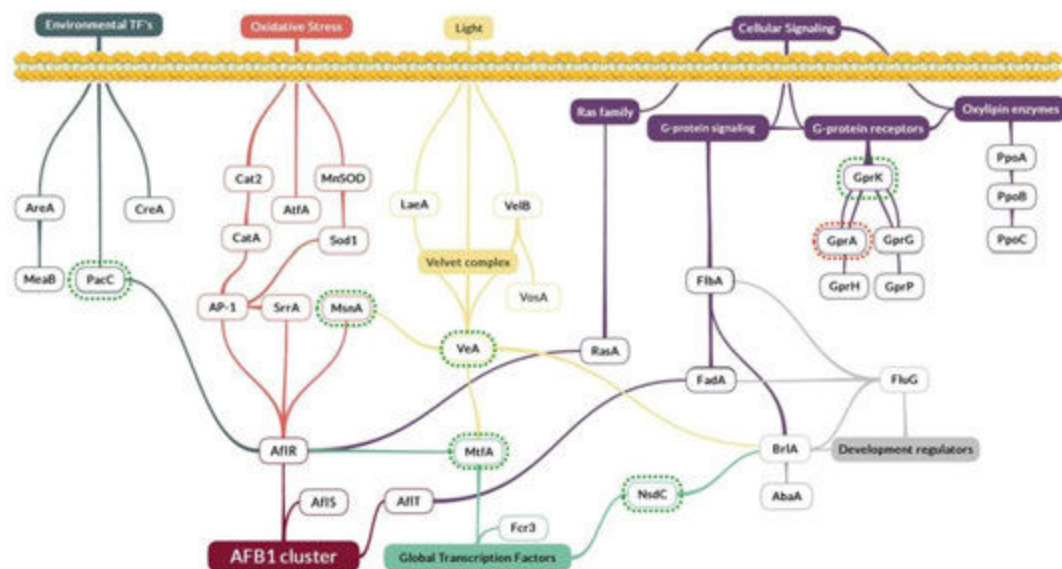 Environmental TF's
Oxidative Stress
Light
Cellular Signaling
Ras family
G-protein signaling
G-protein receptors
Oxylipin enzymes
AreA
MeaB
PacC
CreA
Cat2
CatA
AtfA
MnSOD
Sod1
AP-1
SrrA
MsnA
LaeA
VelB
Velvet complex
VosA
VeA
RasA
FlbA
FadA
GprK
GprA
GprG
GprH
GprP
PpoA
PpoB
PpoC
FluG
Development regulators
BrlA
AbaA
AflR
MtfA
NsdC
AflS
AflT
Fcr3
AFB1 cluster
Global Transcription Factors